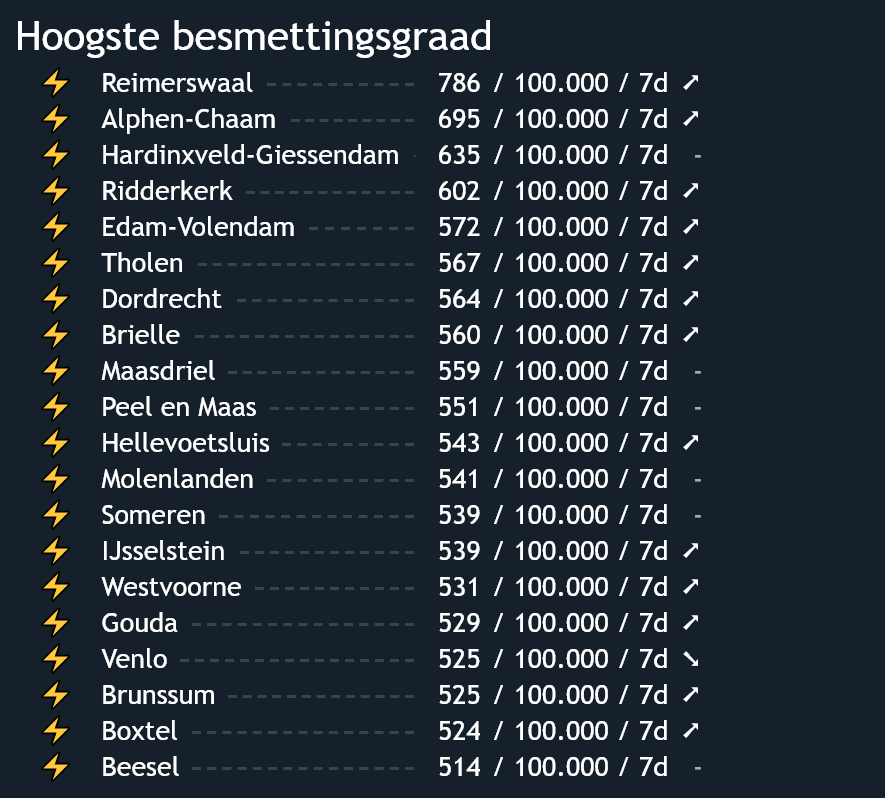 Hoogste besmettingsgraad
⚡ Reimerswaal ------------- 786 / 100.000 / 7d ➚
⚡ Alphen-Chaam ----------- 695 / 100.000 / 7d ➚
⚡ Hardinxveld-Giessendam - 635 / 100.000 / 7d -
⚡ Ridderkerk -------------- 602 / 100.000 / 7d ➚
⚡ Edam-Volendam --------- 572 / 100.000 / 7d ➚
⚡ Tholen ------------------ 567 / 100.000 / 7d ➚
⚡ Dordrecht --------------- 564 / 100.000 / 7d ➚
⚡ Brielle ------------------ 560 / 100.000 / 7d ➚
⚡ Maasdriel ---------------- 559 / 100.000 / 7d -
⚡ Peel en Maas ------------ 551 / 100.000 / 7d -
⚡ Hellevoetsluis ----------- 543 / 100.000 / 7d ➚
⚡ Molenlanden ------------- 541 / 100.000 / 7d -
⚡ Someren ----------------- 539 / 100.000 / 7d -
⚡ IJsselstein --------------- 539 / 100.000 / 7d ➚
⚡ Westvoorne -------------- 531 / 100.000 / 7d ➚
⚡ Gouda ------------------- 529 / 100.000 / 7d ➚
⚡ Venlo -------------------- 525 / 100.000 / 7d ➘
⚡ Brunssum ---------------- 525 / 100.000 / 7d ➚
⚡ Boxtel ------------------- 524 / 100.000 / 7d ➚
⚡ Beesel ------------------- 514 / 100.000 / 7d -